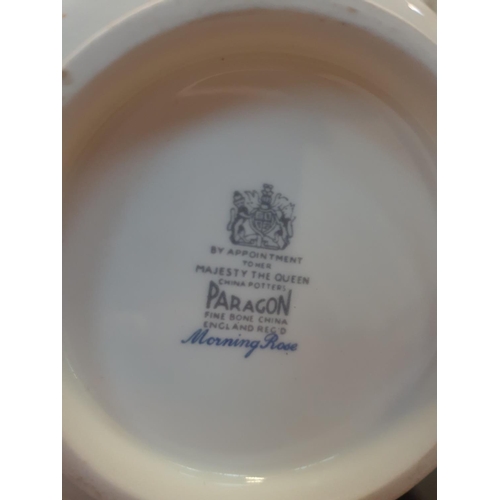 BY APPOINTMENT
TO HER
MAJESTY THE QUEEN
CHINA POTTERS
PARAGON
FINE BONE CHINA
ENGLAND REG'D
Morning Rose